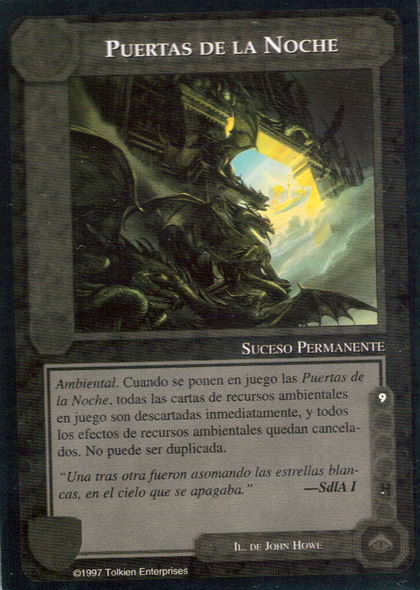 PUERTAS DE LA NOCHE
SUCESO PERMANENTE
Ambiental. Cuando se ponen en juego las Puertas de
la Noche, todas las cartas de recursos ambientales
en juego son descartadas inmediatamente, y todos
los efectos de recursos ambientales quedan cancela-
dos. No puede ser duplicada.
9
“Una tras otra fueron asomando las estrellas blan-
cas, en el cielo que se apagaba.” —SdlA I
IL. DE JOHN HOWE
©1997 Tolkien Enterprises